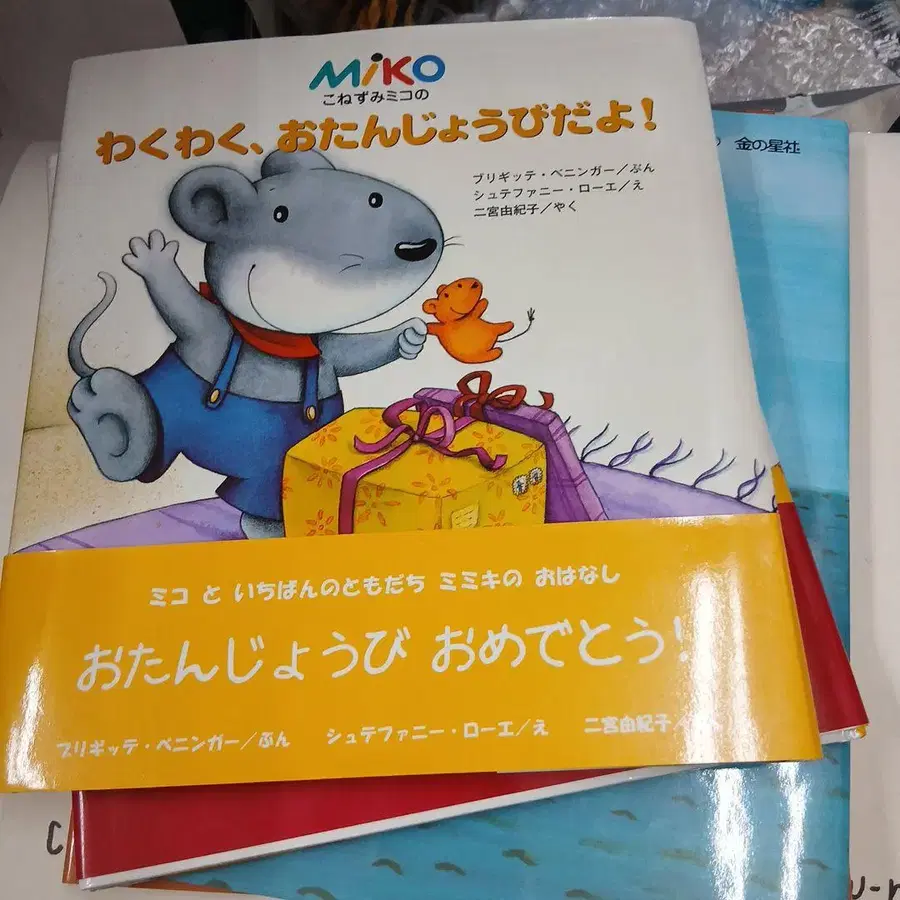 MiKO
こねずみミコの
わくわく、おたんじょうびだよ!
ブリギッテ・ベニンガー/ぶん
シュテファニー・ローエ/え
二宮由紀子/やく
金の星社
ミコ と いちばんのともだち ミミキの おはなし
おたんじょうび おめでとう!
ブリギッテ・ベニンガー/ぶん シュテファニー・ローエ/え 二宮由紀子/